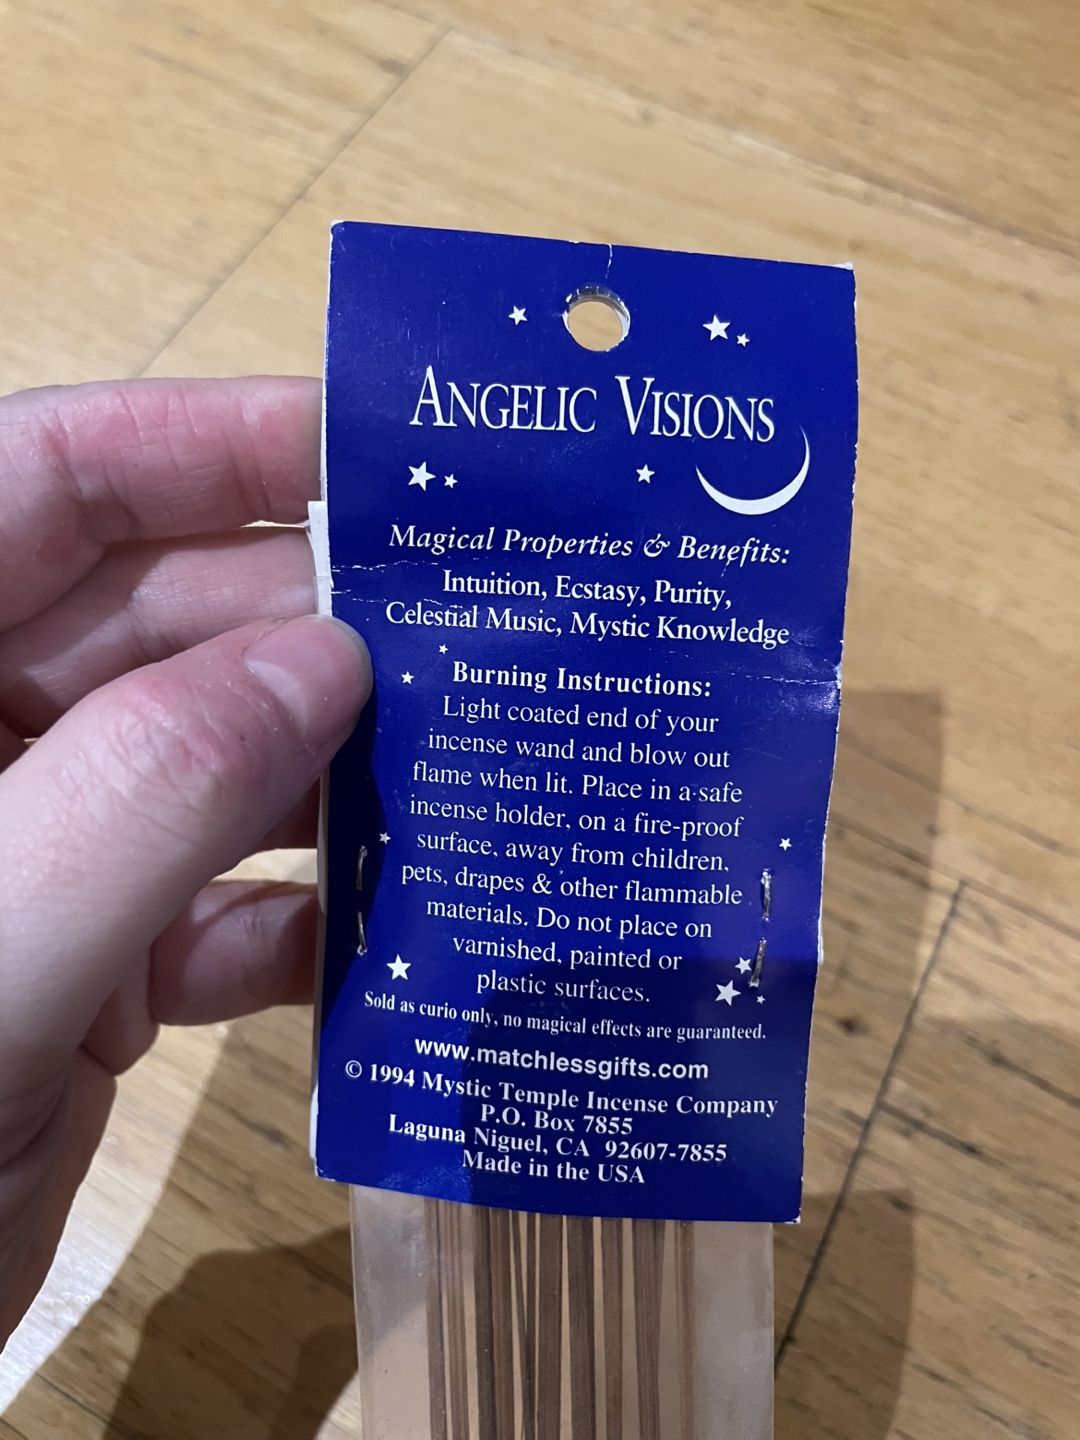 ANGELIC VISIONS
Magical Properties & Benefits:
Intuition, Ecstasy, Purity,
Celestial Music, Mystic Knowledge
Burning Instructions:
Light coated end of your
incense wand and blow out
flame when lit. Place in a safe
incense holder, on a fire-proof
surface, away from children,
pets, drapes & other flammable
materials. Do not place on
varnished, painted or
plastic surfaces.
Sold as curio only, no magical effects are guaranteed.
www.matchlessgifts.com
© 1994 Mystic Temple Incense Company
P.O. Box 7855
Laguna Niguel, CA 92607-7855
Made in the USA